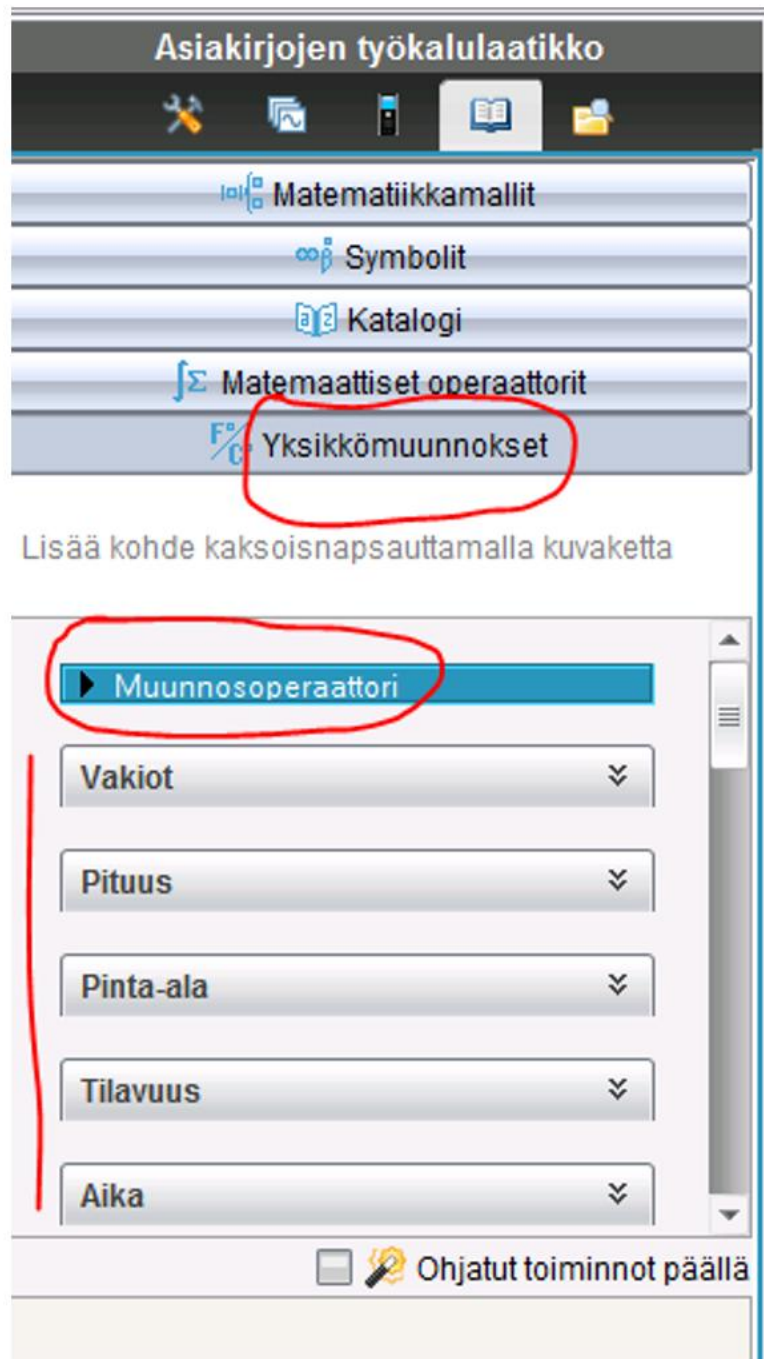 Asiakirjojen työkalulaatikko
Matematiikkamallit
Symbolit
Katalogi
Matemaattiset operaattorit
Yksikkömuunnokset
Lisää kohde kaksoisnapsauttamalla kuvaketta
Muunnosoperaattori
Vakiot
Pituus
Pinta-ala
Tilavuus
Aika
Ohjatut toiminnot päällä